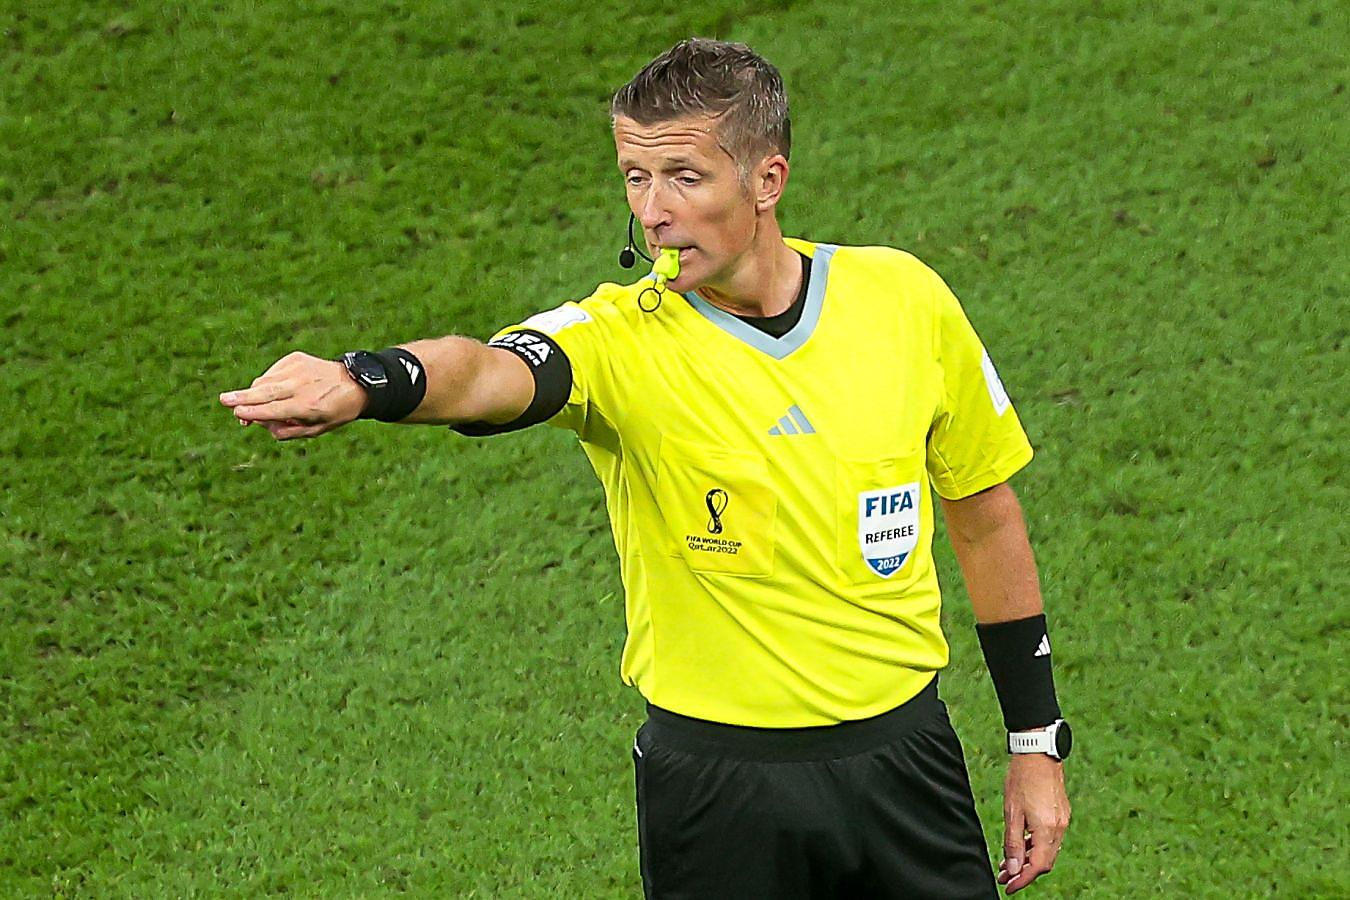 FIFA
FIFA WORLD CUP
Qatar2022
FIFA
REFEREE
2022